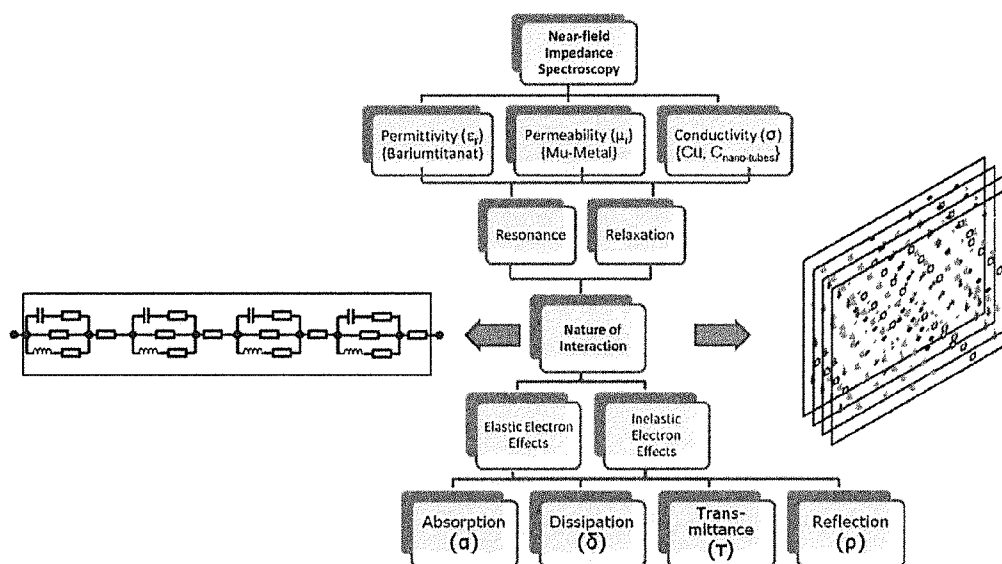 Near-field
Impedance
Spectroscopy
Permittivity (εr)
{Bariumtitanat}
Permeability (μr)
{Mu-Metal}
Conductivity (σ)
{Cu, Cnano-tubes}
Resonance
Relaxation
Nature of
Interaction
Elastic Electron
Effects
Inelastic
Electron
Effects
Absorption
(α)
Dissipation
(δ)
Trans-
mittance
(τ)
Reflection
(ρ)